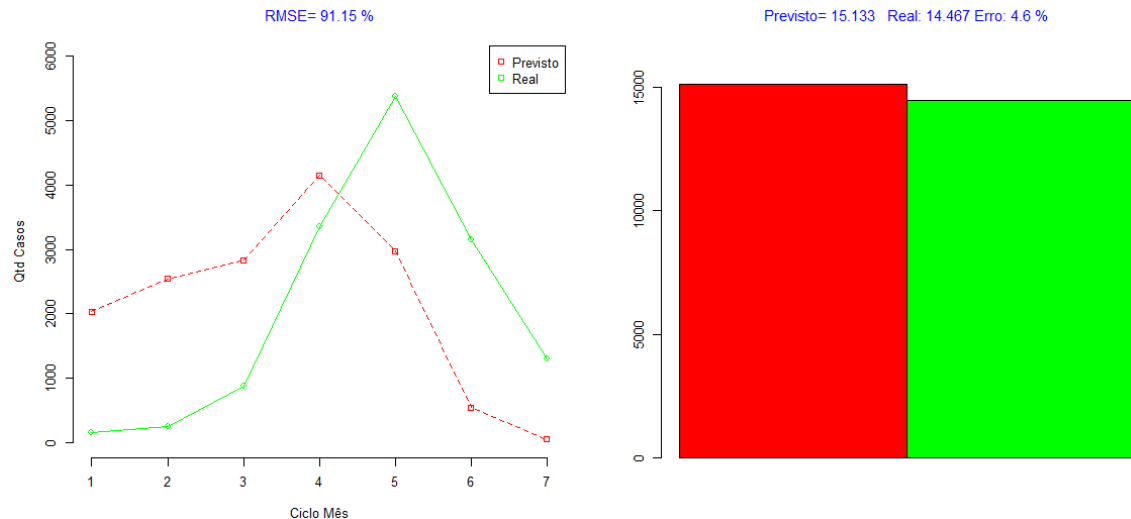 RMSE= 91.15 %
Previsto
Real
Qtd Casos
6000
5000
4000
3000
2000
1000
0
1 2 3 4 5 6 7
Ciclo Mês
Previsto= 15.133 Real: 14.467 Erro: 4.6 %
15000
10000
5000
0